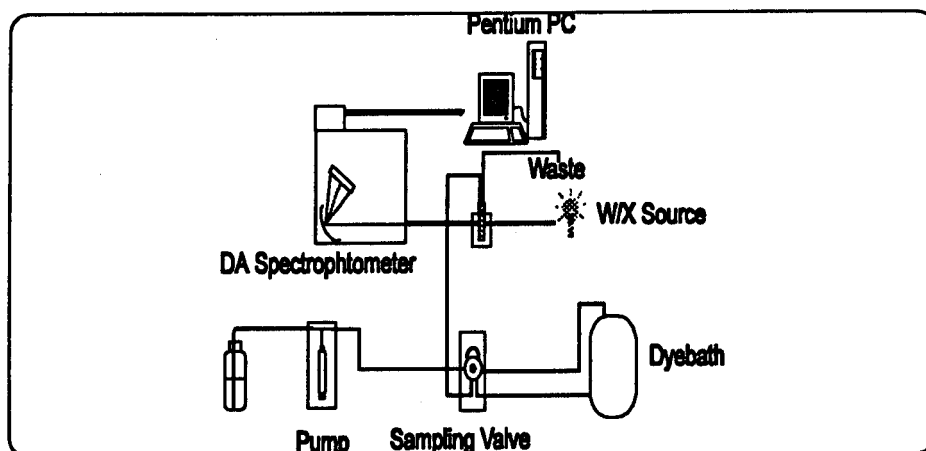 Pentium PC
Waste
W/X Source
DA Spectrophtometer
Dyebath
Pump
Sampling Valve